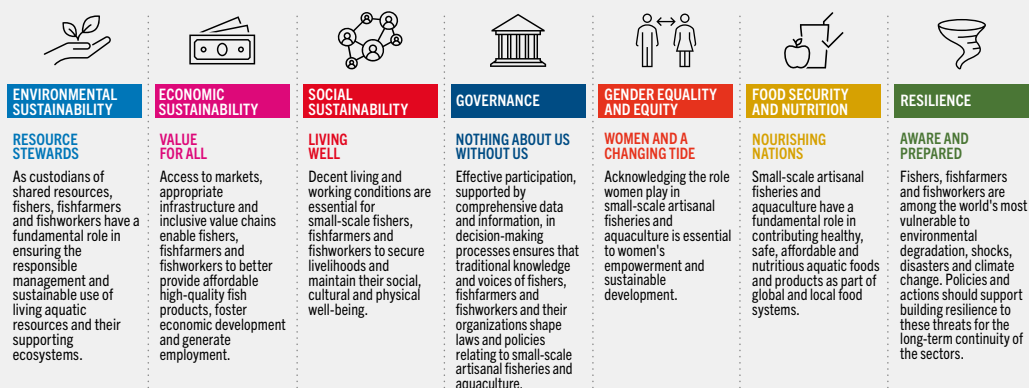 ENVIRONMENTAL
SUSTAINABILITY
RESOURCE
STEWARDS
As custodians of
shared resources,
fishers, fishfarmers
and fishworkers have a
fundamental role in
ensuring the
responsible
management and
sustainable use of
living aquatic
resources and their
supporting
ecosystems.
ECONOMIC
SUSTAINABILITY
VALUE
FOR ALL
Access to markets,
appropriate
infrastructure and
inclusive value chains
enable fishers,
fishfarmers and
fishworkers to better
provide affordable
high-quality fish
products, foster
economic development
and generate
employment.
SOCIAL
SUSTAINABILITY
LIVING
WELL
Decent living and
working conditions are
essential for
small-scale fishers,
fishfarmers and
fishworkers to secure
livelihoods and
maintain their social,
cultural and physical
well-being.
GOVERNANCE
NOTHING ABOUT US
WITHOUT US
Effective participation,
supported by
comprehensive data
and information, in
decision-making
processes ensures that
traditional knowledge
and voices of fishers,
fishfarmers and
fishworkers and their
organizations shape
laws and policies
relating to small-scale
artisanal fisheries and
aquaculture.
GENDER EQUALITY
AND EQUITY
WOMEN AND A
CHANGING TIDE
Acknowledging the role
women play in
small-scale artisanal
fisheries and
aquaculture is essential
to women's
empowerment and
sustainable
development.
FOOD SECURITY
AND NUTRITION
NOURISHING
NATIONS
Small-scale artisanal
fisheries and
aquaculture have a
fundamental role in
contributing healthy,
safe, affordable and
nutritious aquatic foods
and products as part of
global and local food
systems.
RESILIENCE
AWARE AND
PREPARED
Fishers, fishfarmers
and fishworkers are
among the world's most
vulnerable to
environmental
degradation, shocks,
disasters and climate
change. Policies and
actions should support
building resilience to
these threats for the
long-term continuity of
the sectors.